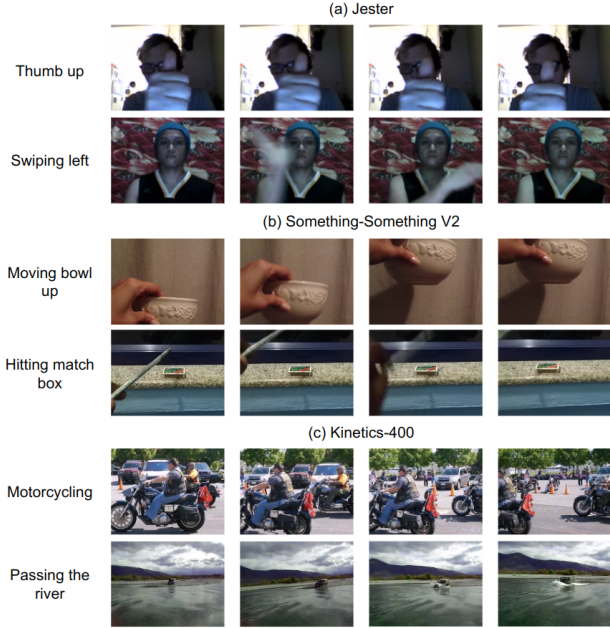 (a) Jester
Thumb up
Swiping left
(b) Something-Something V2
Moving bowl
up
Hitting match
box
(c) Kinetics-400
Motorcycling
Passing the
river